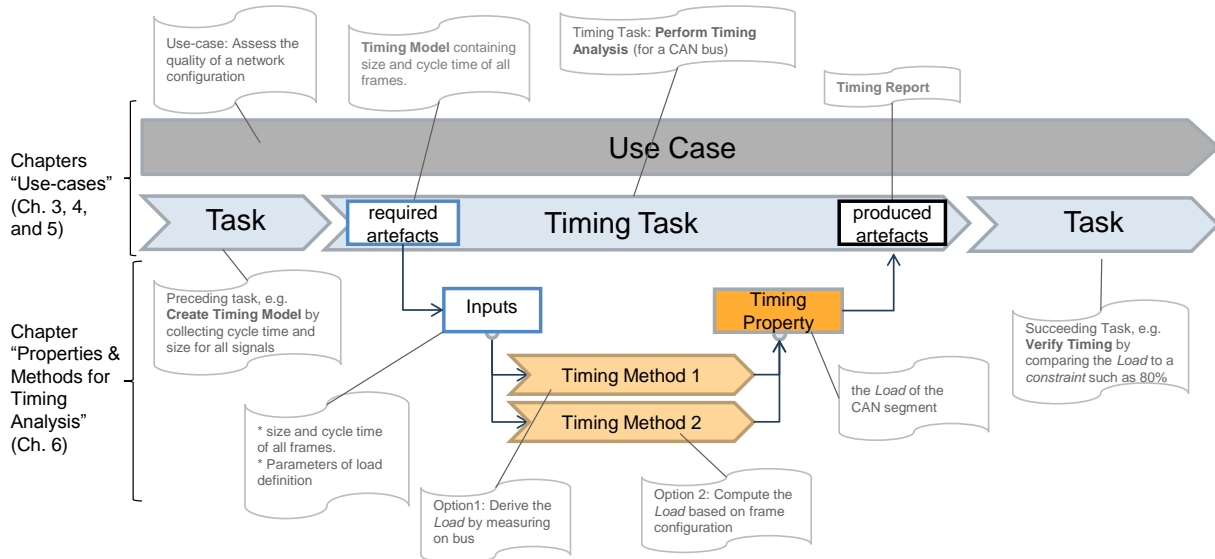 Use-case: Assess the
quality of a network
configuration
Timing Model containing
size and cycle time of all
frames.
Timing Task: Perform Timing
Analysis (for a CAN bus)
Timing Report
Chapters
“Use-cases”
(Ch. 3, 4,
and 5)
Use Case
Task
required
artefacts
Timing Task
produced
artefacts
Task
Chapter
“Properties &
Methods for
Timing
Analysis”
(Ch. 6)
Preceding task, e.g.
Create Timing Model by
collecting cycle time and
size for all signals
Inputs
Timing
Property
Succeeding Task, e.g.
Verify Timing by
comparing the Load to a
constraint such as 80%
Timing Method 1
Timing Method 2
the Load of the
CAN segment
* size and cycle time
of all frames.
* Parameters of load
definition
Option1: Derive the
Load by measuring
on bus
Option 2: Compute the
Load based on frame
configuration